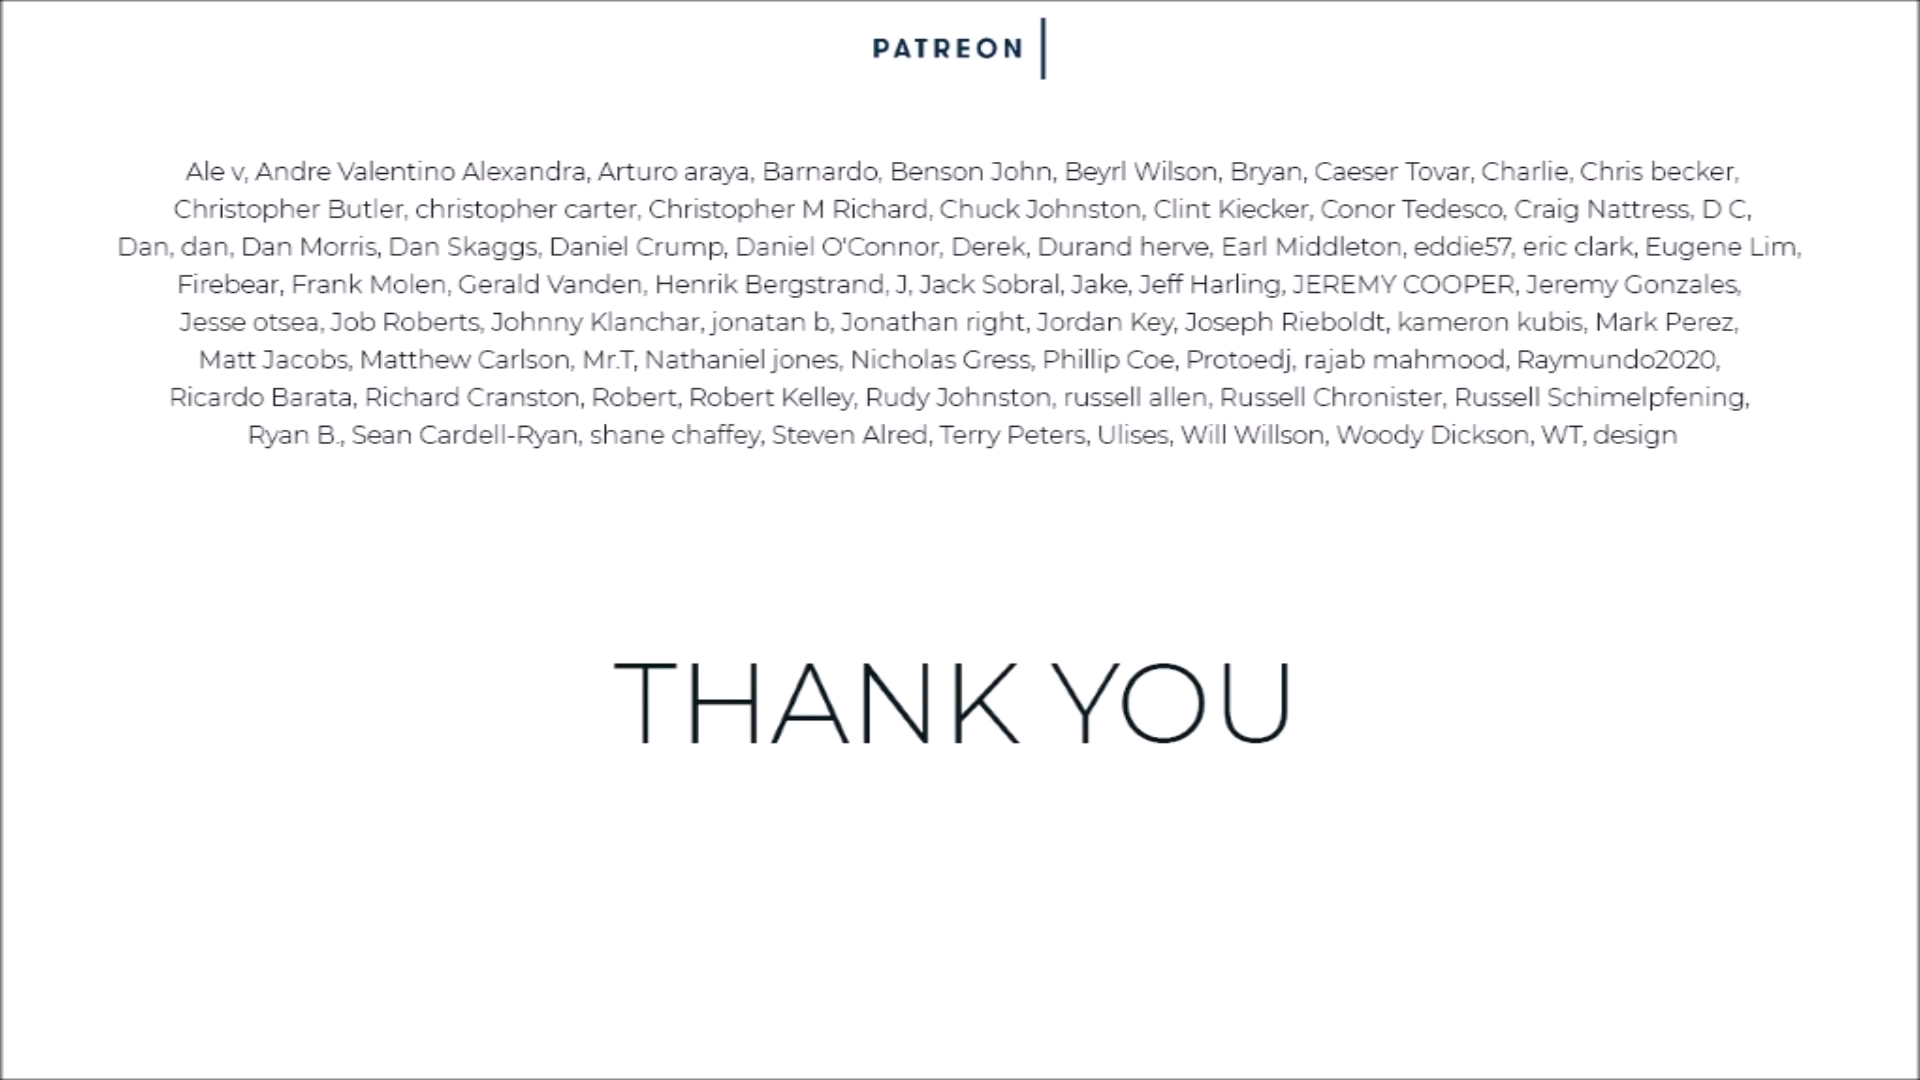 PATREON
Ale v, Andre Valentino Alexandra, Arturo araya, Barnardo, Benson John, Beyrl Wilson, Bryan, Caeser Tovar, Charlie, Chris becker,
Christopher Butler, christopher carter, Christopher M Richard, Chuck Johnston, Clint Kiecker, Conor Tedesco, Craig Nattress, D C,
Dan, dan, Dan Morris, Dan Skaggs, Daniel Crump, Daniel O'Connor, Derek, Durand herve, Earl Middleton, eddie57, eric clark, Eugene Lim,
Firebear, Frank Molen, Gerald Vanden, Henrik Bergstrand, J, Jack Sobral, Jake, Jeff Harling, JEREMY COOPER, Jeremy Gonzales,
Jesse otsea, Job Roberts, Johnny Klanchar, jonatan b, Jonathan right, Jordan Key, Joseph Rieboldt, kameron kubis, Mark Perez,
Matt Jacobs, Matthew Carlson, Mr.T, Nathaniel jones, Nicholas Gress, Phillip Coe, Protoedj, rajab mahmood, Raymundo2020,
Ricardo Barata, Richard Cranston, Robert, Robert Kelley, Rudy Johnston, russell allen, Russell Chronister, Russell Schimelpfening,
Ryan B., Sean Cardell-Ryan, shane chaffey, Steven Alred, Terry Peters, Ulises, Will Willson, Woody Dickson, WT, design
THANK YOU